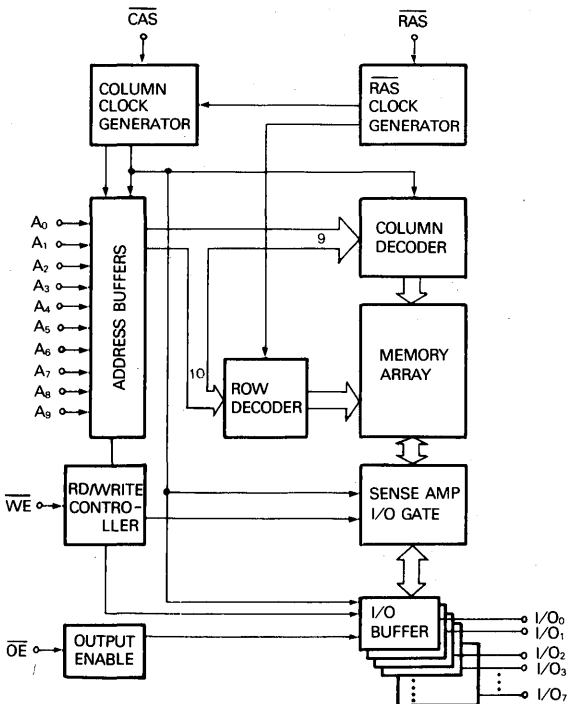 CAS
RAS
COLUMN
CLOCK
GENERATOR
RAS
CLOCK
GENERATOR
A0
A1
A2
A3
A4
A5
A6
A7
A8
A9
ADDRESS BUFFERS
9
COLUMN
DECODER
10
ROW
DECODER
MEMORY
ARRAY
WE
RD/WRITE
CONTRO-
LLER
SENSE AMP
I/O GATE
OE
OUTPUT
ENABLE
I/O
BUFFER
I/O0
I/O1
I/O2
I/O3
I/O7